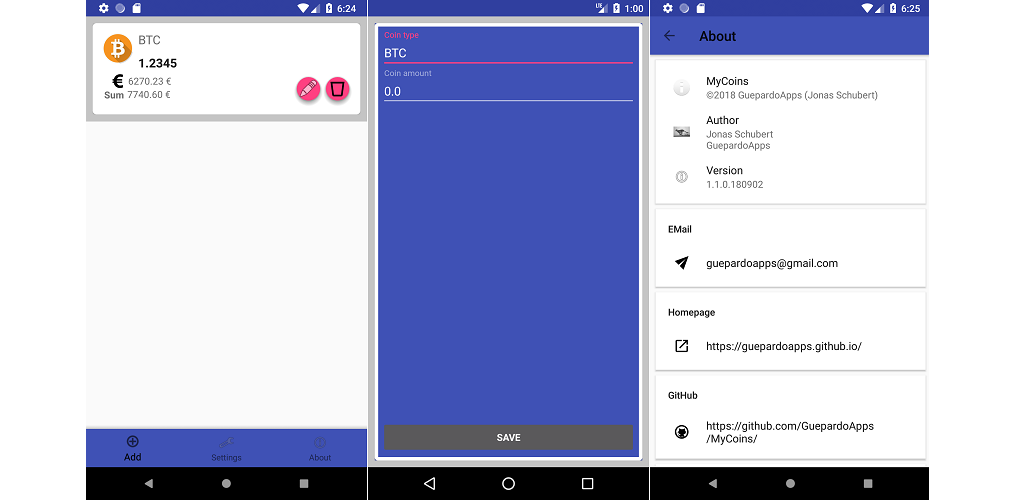 6:24
BTC
1.2345
€ 6270.23 €
Sum 7740.60 €
Add
Settings
About
LTE 1:00
Coin type
BTC
Coin amount
0.0
SAVE
6:25
About
MyCoins
©2018 GuepardoApps (Jonas Schubert)
Author
Jonas Schubert
GuepardoApps
Version
1.1.0.180902
EMail
guepardoapps@gmail.com
Homepage
https://guepardoapps.github.io/
GitHub
https://github.com/GuepardoApps
/MyCoins/